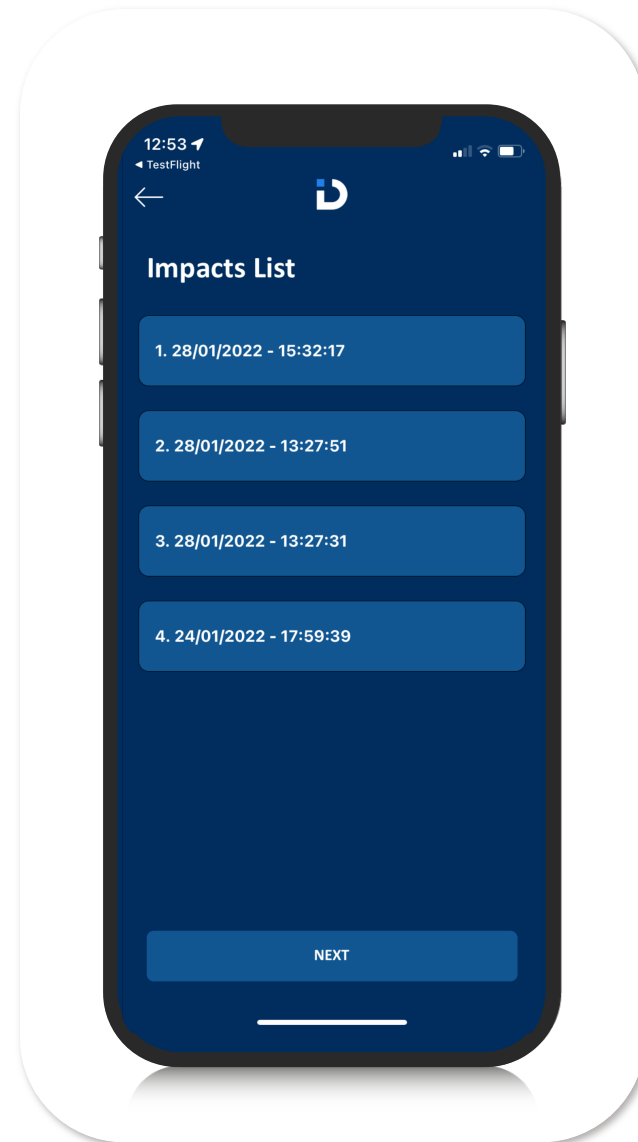 12:53
◀ TestFlight
Impacts List
1. 28/01/2022 - 15:32:17
2. 28/01/2022 - 13:27:51
3. 28/01/2022 - 13:27:31
4. 24/01/2022 - 17:59:39
NEXT